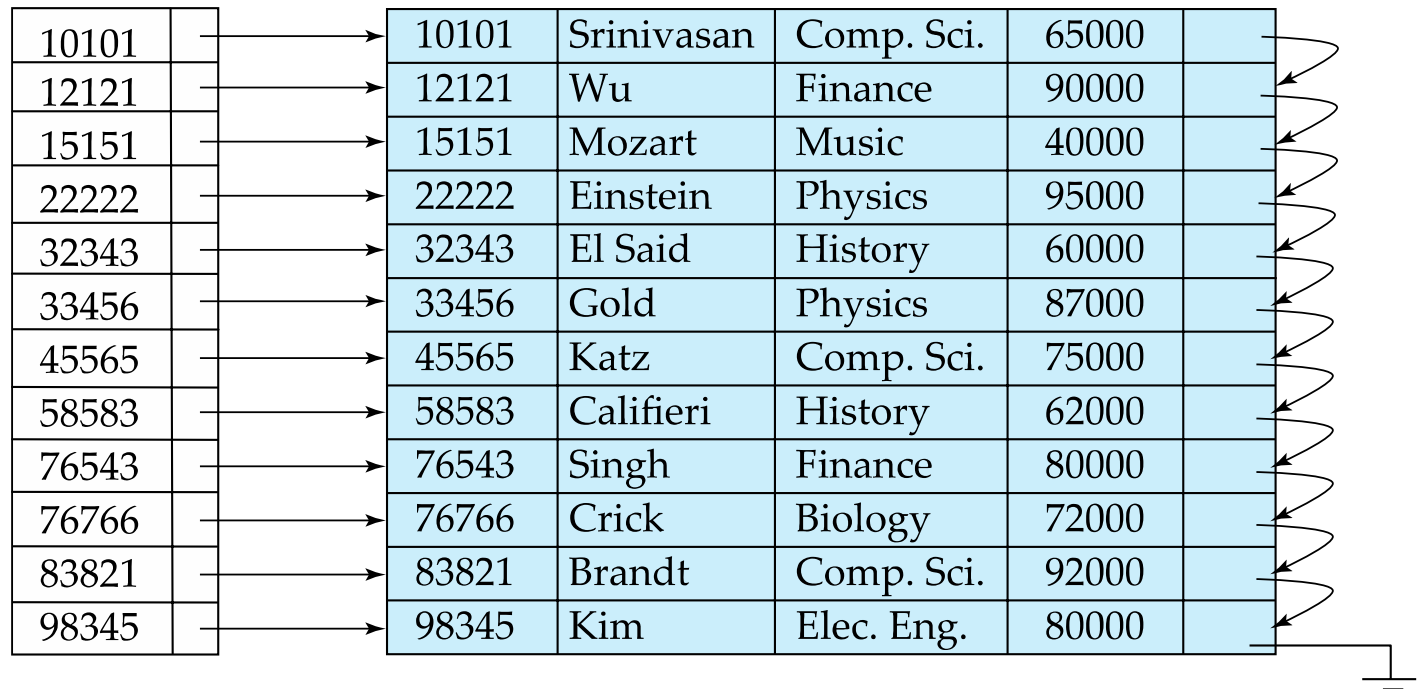 10101 10101 Srinivasan Comp. Sci. 65000
12121 12121 Wu Finance 90000
15151 15151 Mozart Music 40000
22222 22222 Einstein Physics 95000
32343 32343 El Said History 60000
33456 33456 Gold Physics 87000
45565 45565 Katz Comp. Sci. 75000
58583 58583 Califieri History 62000
76543 76543 Singh Finance 80000
76766 76766 Crick Biology 72000
83821 83821 Brandt Comp. Sci. 92000
98345 98345 Kim Elec. Eng. 80000